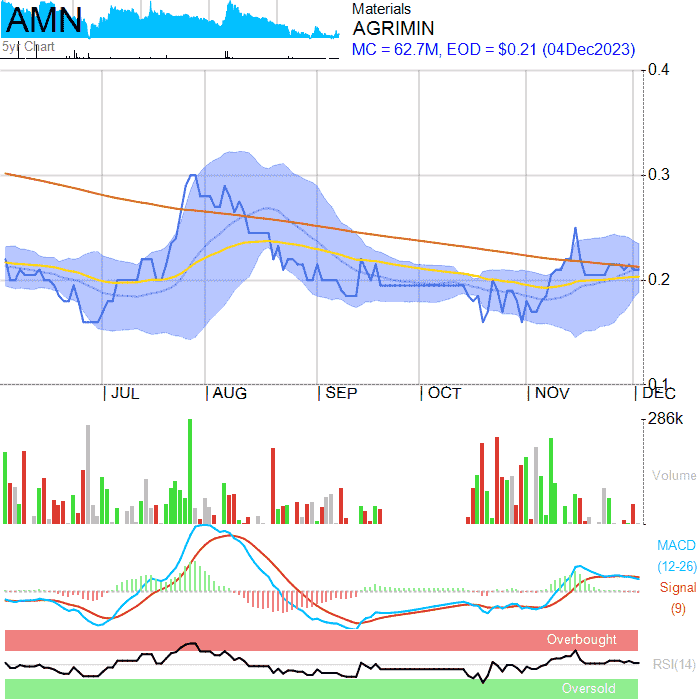 AMN
5yr Chart
Materials
AGRIMIN
MC = 62.7M, EOD = $0.21 (04Dec2023)
0.4
0.3
0.2
0.1
| JUL
| AUG
| SEP
| OCT
| NOV
| DEC
286k
Volume
MACD
(12-26)
Signal
(9)
Overbought
RSI(14)
Oversold